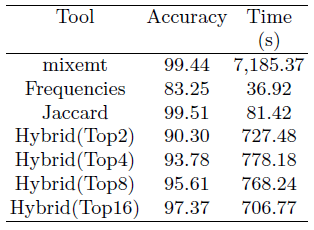 Tool Accuracy Time
(s)
mixemt 99.44 7,185.37
Frequencies 83.25 36.92
Jaccard 99.51 81.42
Hybrid(Top2) 90.30 727.48
Hybrid(Top4) 93.78 778.18
Hybrid(Top8) 95.61 768.24
Hybrid(Top16) 97.37 706.77